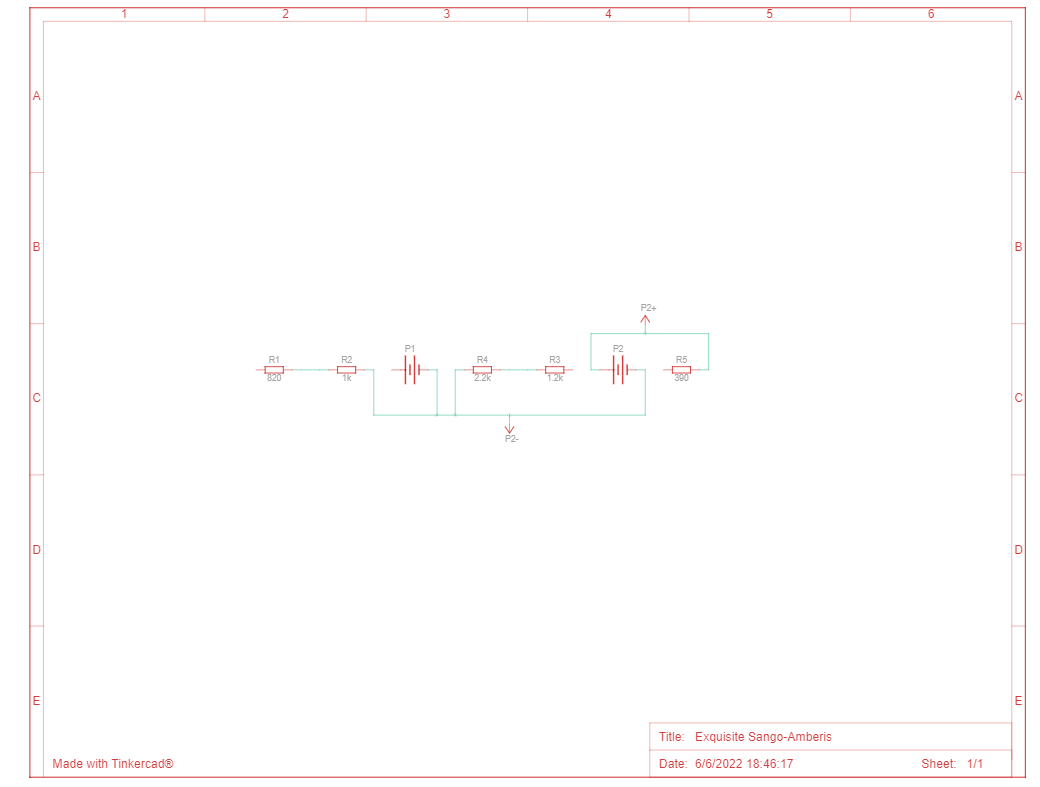 1 2 3 4 5 6
A A
B B
P2+
P1 P2
R1 R2 R4 R3 R5
820 1k 2.2k 1.2k 390
C C
P2-
D D
E E
Title: Exquisite Sango-Amberis
Made with Tinkercad® Date: 6/6/2022 18:46:17 Sheet: 1/1